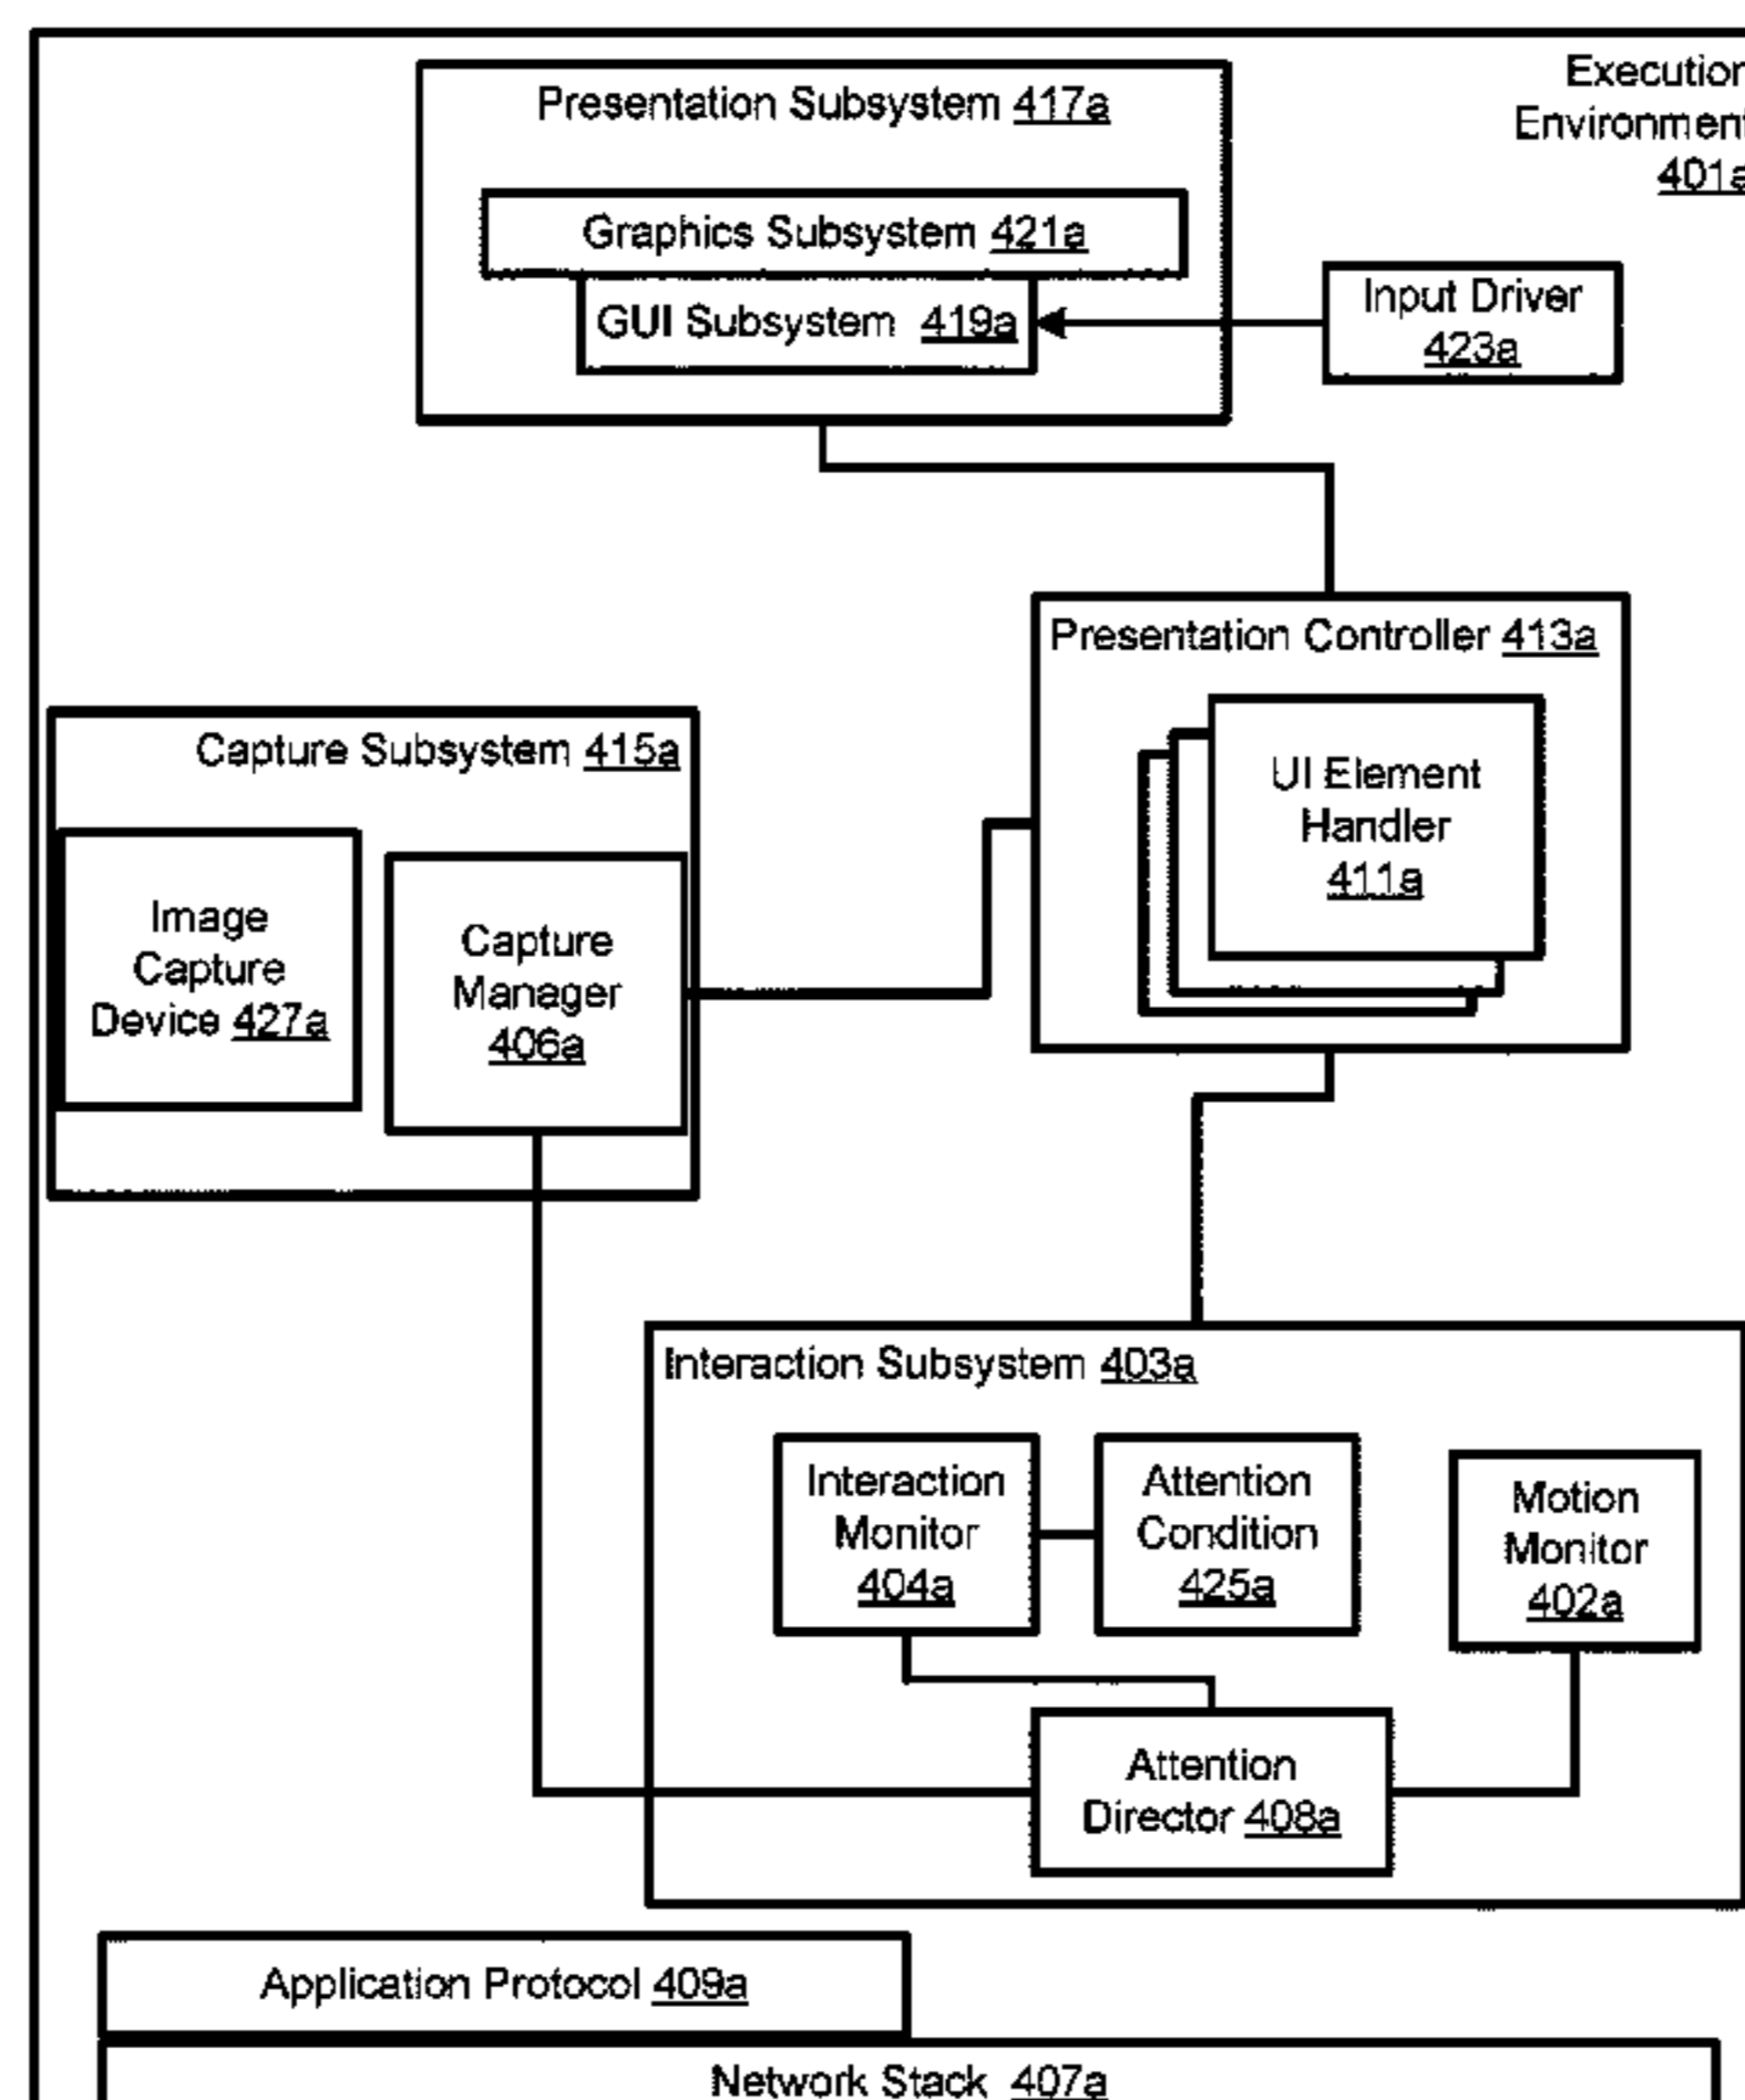 Execution
Environment
401a
Presentation Subsystem 417a
Graphics Subsystem 421a
GUI Subsystem 419a
Input Driver
423a
Presentation Controller 413a
UI Element
Handler
411a
Capture Subsystem 415a
Image
Capture
Device 427a
Capture
Manager
406a
Interaction Subsystem 403a
Interaction
Monitor
404a
Attention
Condition
425a
Motion
Monitor
402a
Attention
Director 408a
Application Protocol 409a
Network Stack 407a